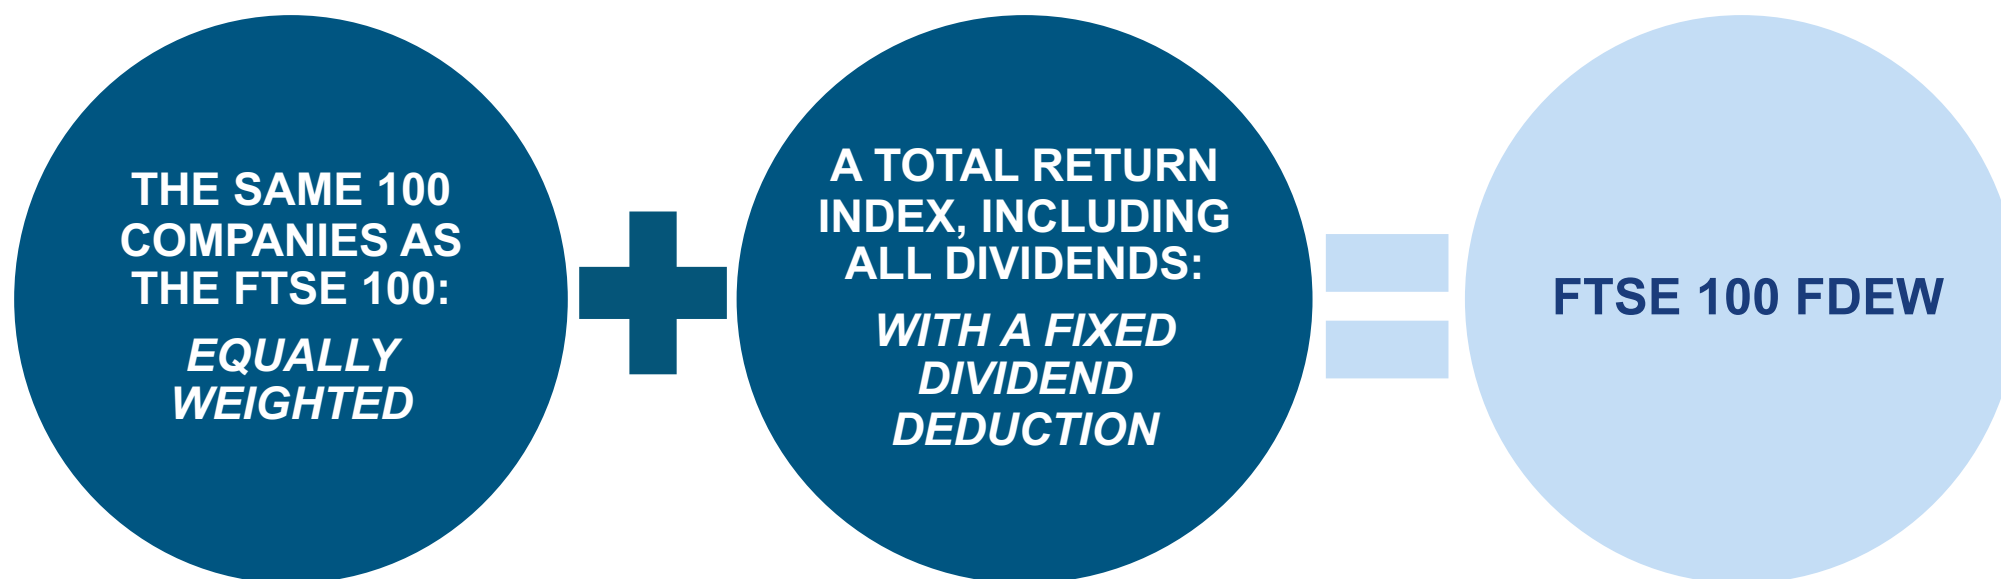 THE SAME 100
COMPANIES AS
THE FTSE 100:
EQUALLY
WEIGHTED
A TOTAL RETURN
INDEX, INCLUDING
ALL DIVIDENDS:
WITH A FIXED
DIVIDEND
DEDUCTION
FTSE 100 FDEW